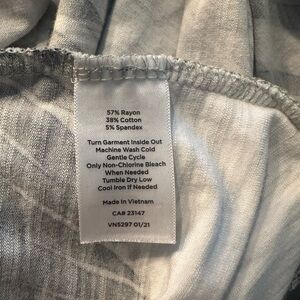 57% Rayon
38% Cotton
5% Spandex
Turn Garment Inside Out
Machine Wash Cold
Gentle Cycle
Only Non-Chlorine Bleach
When Needed
Tumble Dry Low
Cool Iron if Needed
Made in Vietnam
CA# 23147
VN5297 01/21